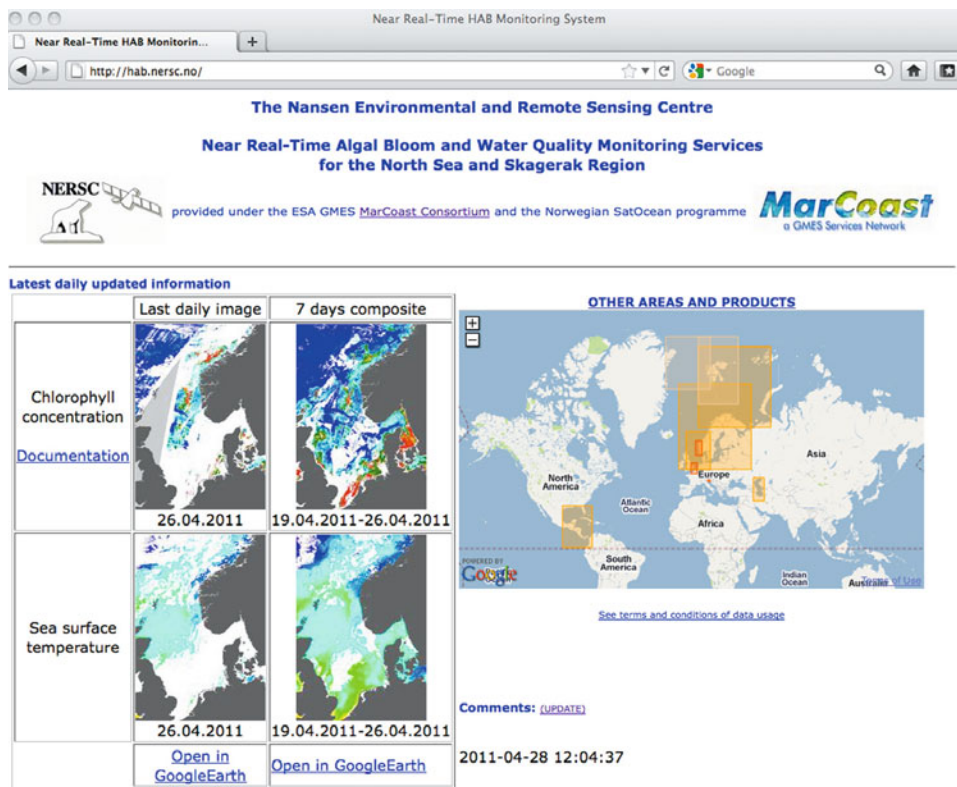 Near Real-Time HAB Monitoring System
Near Real-Time HAB Monitorin...
http://hab.nersc.no/
Google
The Nansen Environmental and Remote Sensing Centre
Near Real-Time Algal Bloom and Water Quality Monitoring Services
for the North Sea and Skagerak Region
NERSC
provided under the ESA GMES MarCoast Consortium and the Norwegian SatOcean programme
MarCoast
a GMES Services Network
Latest daily updated information
Last daily image
7 days composite
Chlorophyll
concentration
Documentation
26.04.2011
19.04.2011-26.04.2011
Sea surface
temperature
26.04.2011
19.04.2011-26.04.2011
Open in
GoogleEarth
Open in GoogleEarth
OTHER AREAS AND PRODUCTS
+
−
North
America
Atlantic
Ocean
Europe
Asia
Africa
South
America
Indian
Ocean
Australia
POWERED BY
Google
Terms of Use
See terms and conditions of data usage
Comments: (UPDATE)
2011-04-28 12:04:37